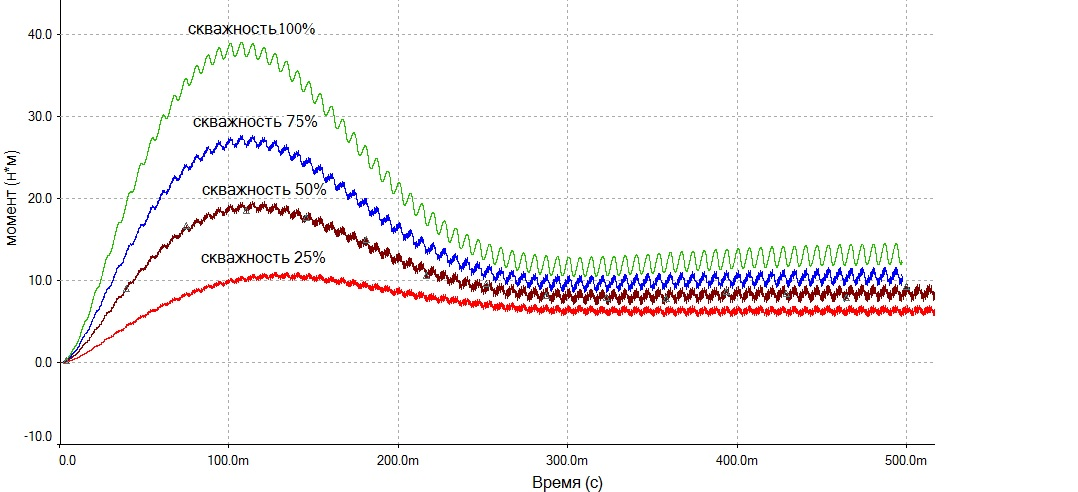 скважность 100%
40.0
скважность 75%
30.0
скважность 50%
20.0
скважность 25%
10.0
0.0
-10.0
момент (н*м)
0.0 100.0m 200.0m 300.0m 400.0m 500.0m
Время (с)